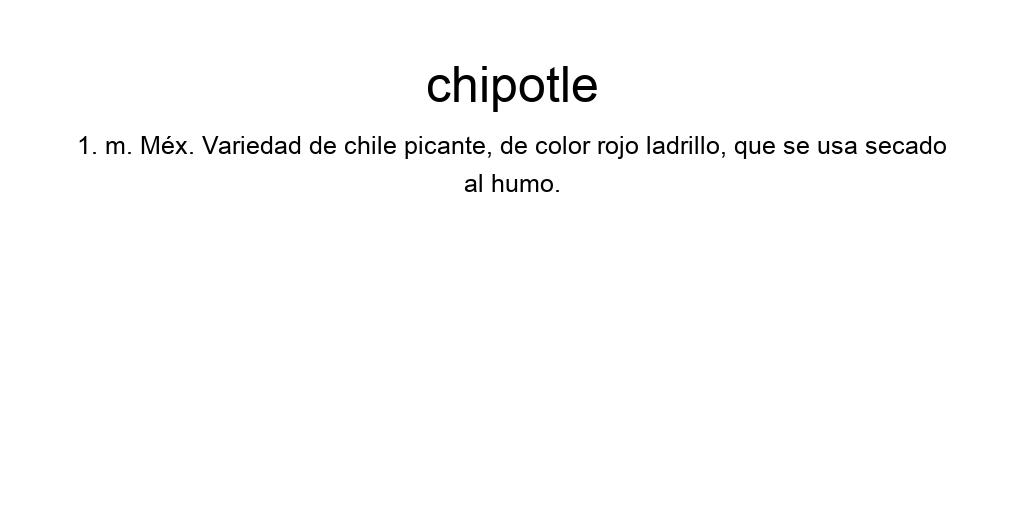 chipotle
1. m. Méx. Variedad de chile picante, de color rojo ladrillo, que se usa secado
al humo.